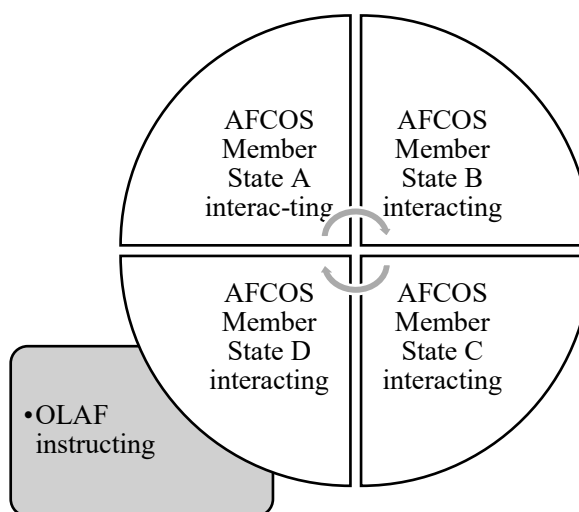 AFCOS
Member
State A
interac-ting
AFCOS
Member
State B
interacting
AFCOS
Member
State D
interacting
AFCOS
Member
State C
interacting
•OLAF
instructing